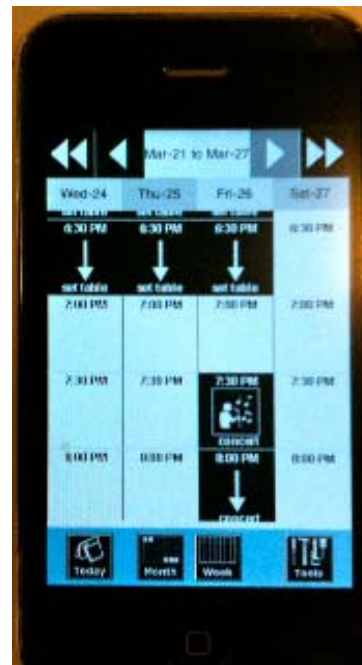 Mar-21 to Mar-27
Wed-24 Thu-25 Fri-26 Sat-27
set table set table set table
6:30 PM 6:30 PM 6:30 PM 6:30 PM
set table set table set table
7:00 PM 7:00 PM 7:00 PM 7:00 PM
7:30 PM 7:30 PM 7:30 PM 7:30 PM
concert
8:00 PM 8:00 PM 8:00 PM 8:00 PM
concert
Today Month Week Tools